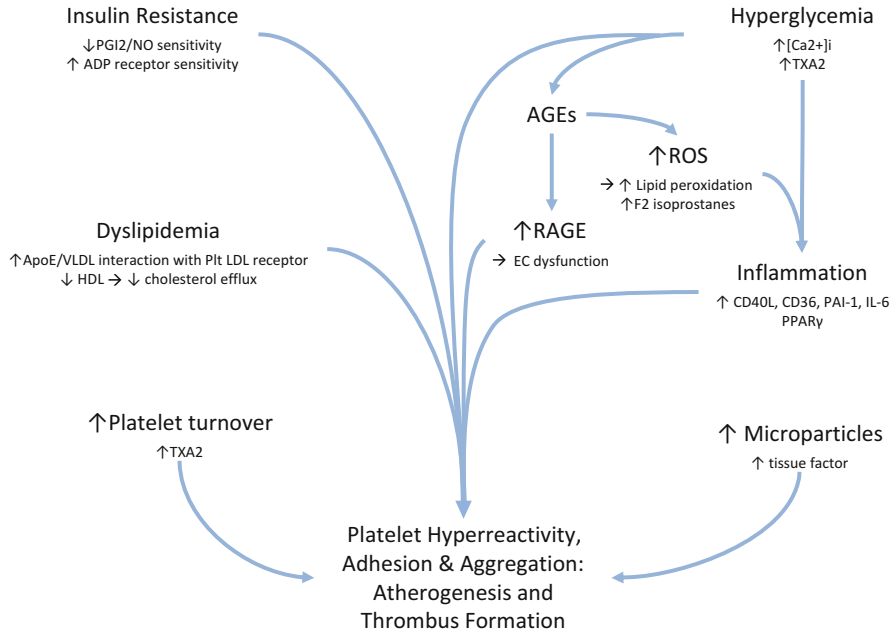 Insulin Resistance
↓PGI2/NO sensitivity
↑ ADP receptor sensitivity
Hyperglycemia
↑[Ca2+]i
↑TXA2
AGEs
↑ROS
→ ↑ Lipid peroxidation
↑F2 isoprostanes
Dyslipidemia
↑ApoE/VLDL interaction with Plt LDL receptor
↓ HDL → ↓ cholesterol efflux
↑RAGE
→ EC dysfunction
Inflammation
↑ CD40L, CD36, PAI-1, IL-6
PPARγ
↑Platelet turnover
↑TXA2
↑ Microparticles
↑ tissue factor
Platelet Hyperreactivity,
Adhesion & Aggregation:
Atherogenesis and
Thrombus Formation